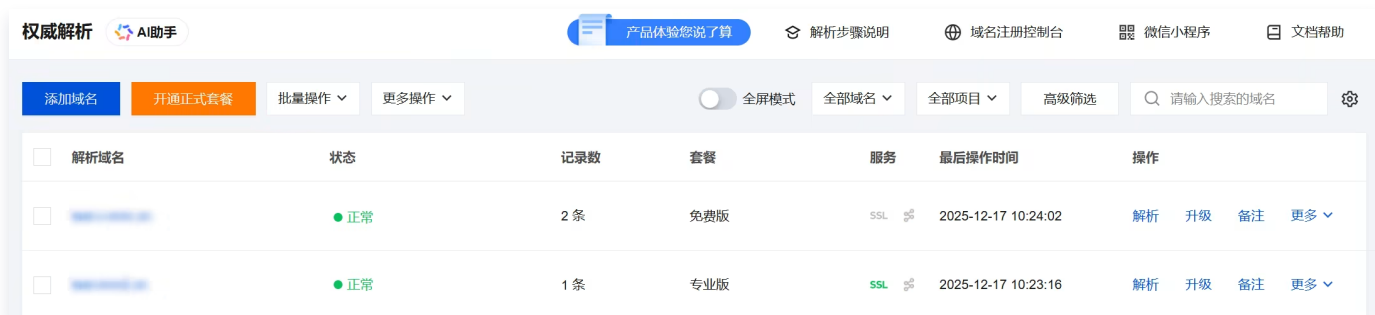 权威解析 AI助手 产品体验您说了算 解析步骤说明 域名注册控制台 微信小程序 文档帮助
添加域名 开通正式套餐 批量操作 更多操作 全屏模式 全部域名 全部项目 高级筛选 请输入搜索的域名
解析域名 状态 记录数 套餐 服务 最后操作时间 操作
正常 2 条 免费版 SSL 2025-12-17 10:24:02 解析 升级 备注 更多
正常 1 条 专业版 SSL 2025-12-17 10:23:16 解析 升级 备注 更多